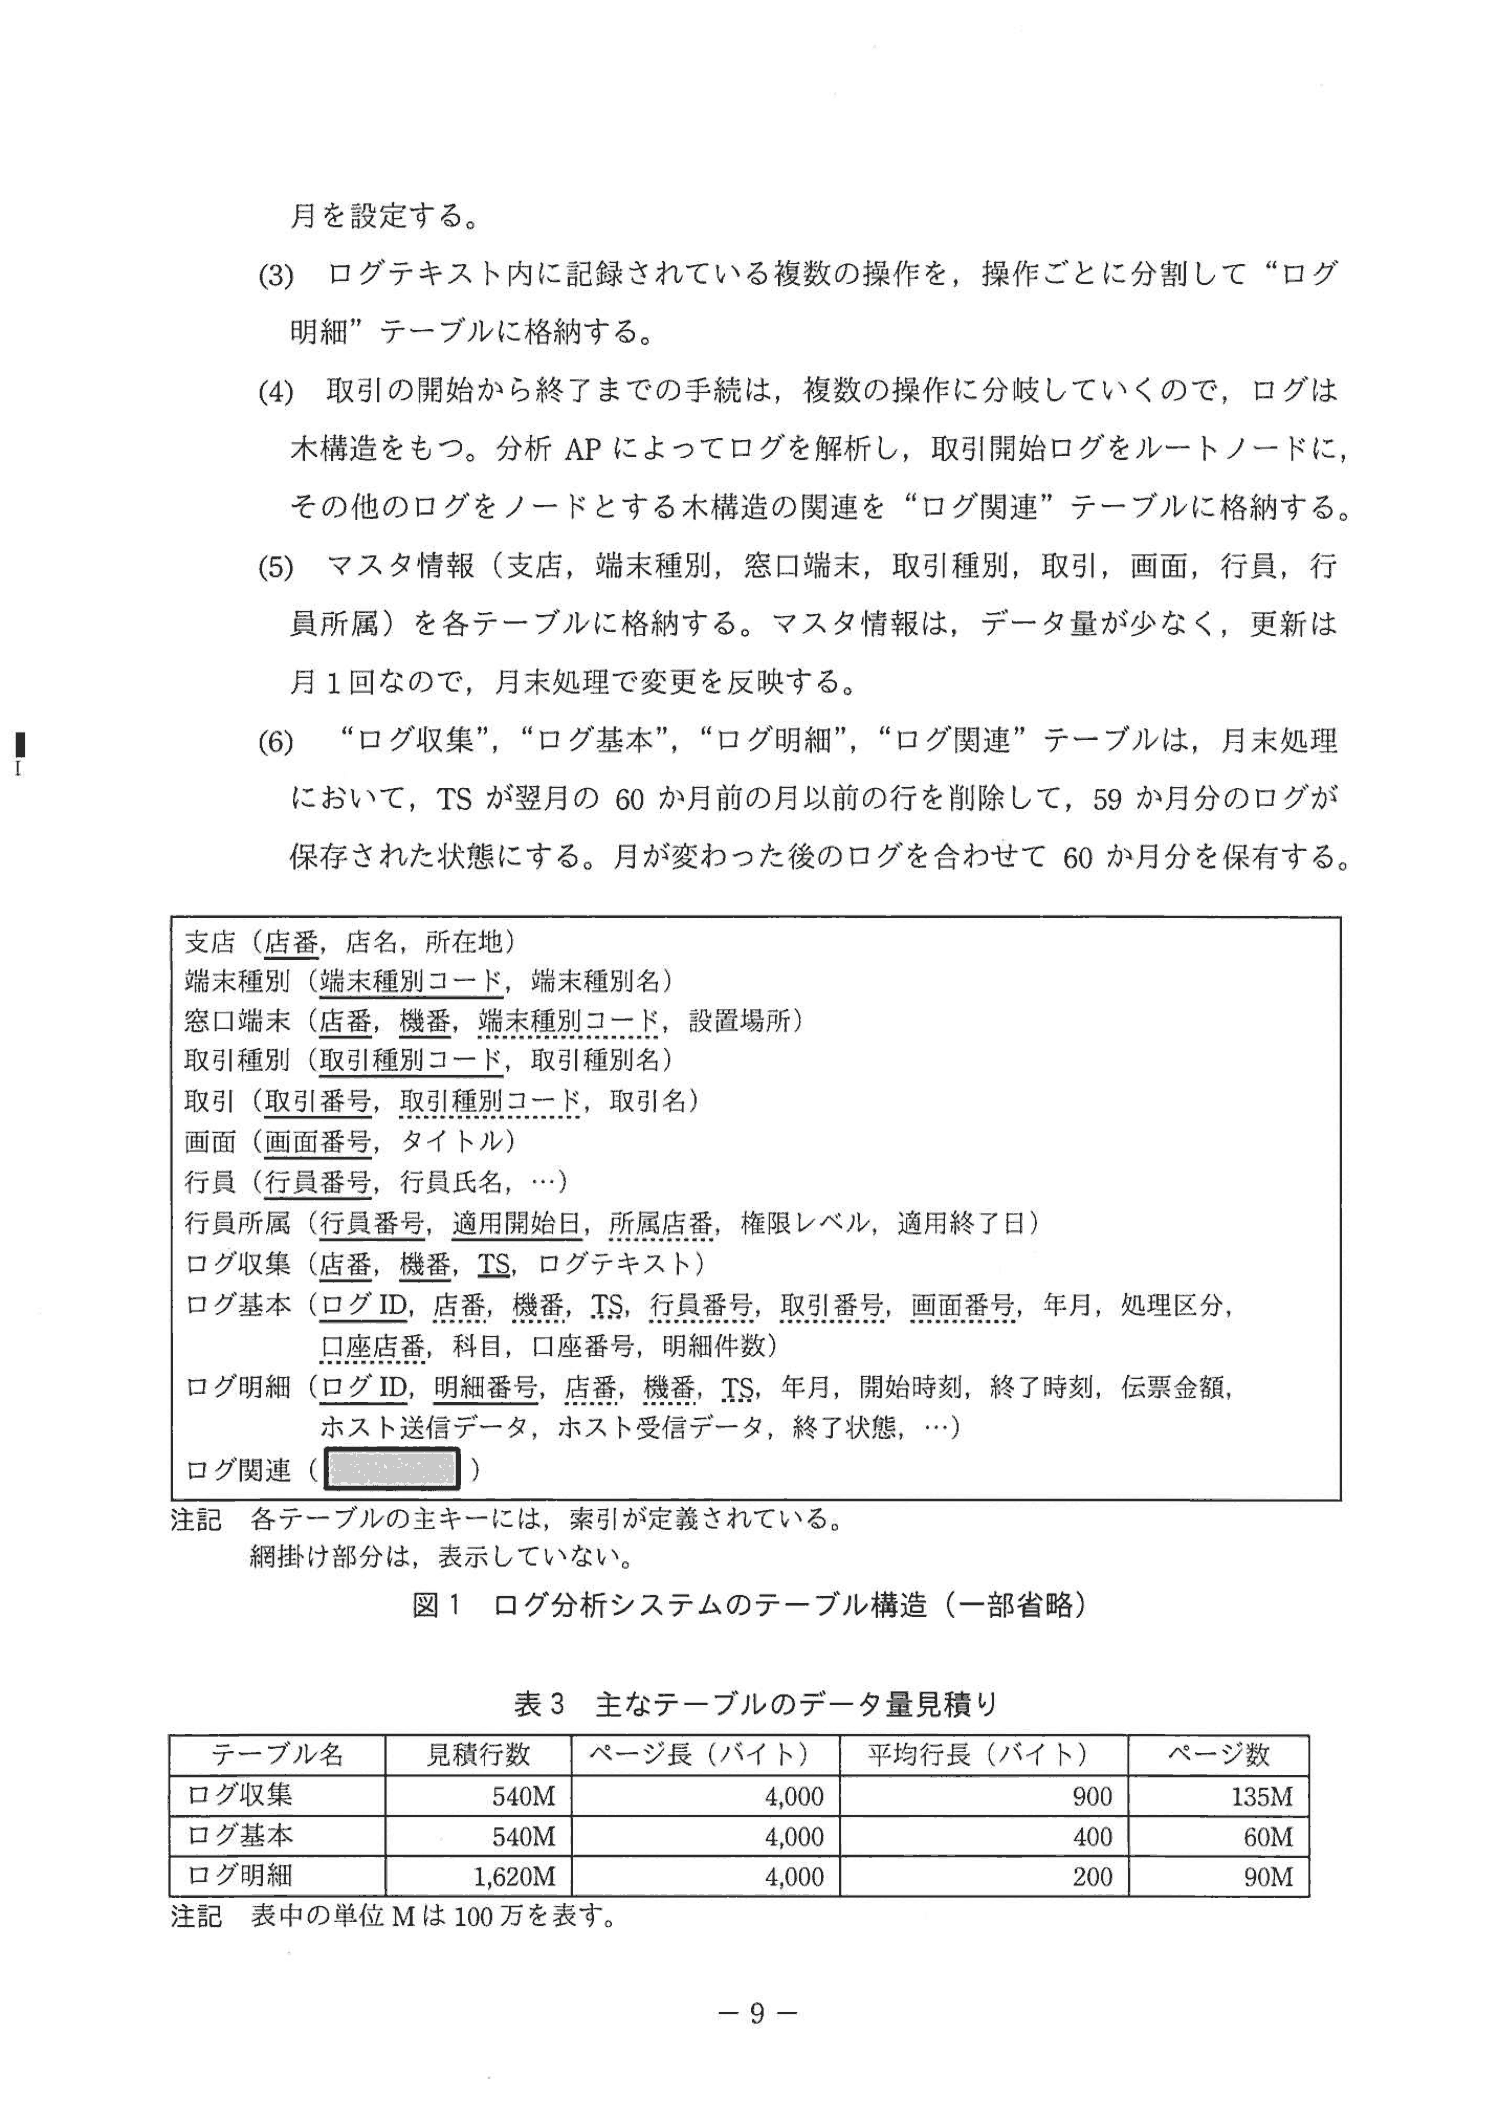 月を設定する。
(3) ログテキスト内に記録されている複数の操作を，操作ごとに分割して“ログ
明細”テーブルに格納する。
(4) 取引の開始から終了までの手続は，複数の操作に分岐していくので，ログは
木構造をもつ。分析 AP によってログを解析し，取引開始ログをルートノードに，
その他のログをノードとする木構造の関連を“ログ関連”テーブルに格納する。
(5) マスタ情報（支店，端末種別，窓口端末，取引種別，取引，画面，行員，行
員所属）を各テーブルに格納する。マスタ情報は，データ量が少なく，更新は
月1回なので，月末処理で変更を反映する。
(6) “ログ収集”，“ログ基本”，“ログ明細”，“ログ関連”テーブルは，月末処理
において，TS が翌月の 60 か月前の月以前の行を削除して，59 か月分のログが
保存された状態にする。月が変わった後のログを合わせて 60 か月分を保有する。
I
支店（店番，店名，所在地）
端末種別（端末種別コード，端末種別名）
窓口端末（店番，機番，端末種別コード，設置場所）
取引種別（取引種別コード，取引種別名）
取引（取引番号，取引種別コード，取引名）
画面（画面番号，タイトル）
行員（行員番号，行員氏名，…）
行員所属（行員番号，適用開始日，所属店番，権限レベル，適用終了日）
ログ収集（店番，機番，TS，ログテキスト）
ログ基本（ログ ID，店番，機番，TS，行員番号，取引番号，画面番号，年月，処理区分，
口座店番，科目，口座番号，明細件数）
ログ明細（ログ ID，明細番号，店番，機番，TS，年月，開始時刻，終了時刻，伝票金額，
ホスト送信データ，ホスト受信データ，終了状態，…）
ログ関連（ ）
注記 各テーブルの主キーには，索引が定義されている。
網掛け部分は，表示していない。
図1 ログ分析システムのテーブル構造（一部省略）
表3 主なテーブルのデータ量見積り
テーブル名 見積行数 ページ長（バイト） 平均行長（バイト） ページ数
ログ収集 540M 4,000 900 135M
ログ基本 540M 4,000 400 60M
ログ明細 1,620M 4,000 200 90M
注記 表中の単位 M は 100 万を表す。
－ 9 －